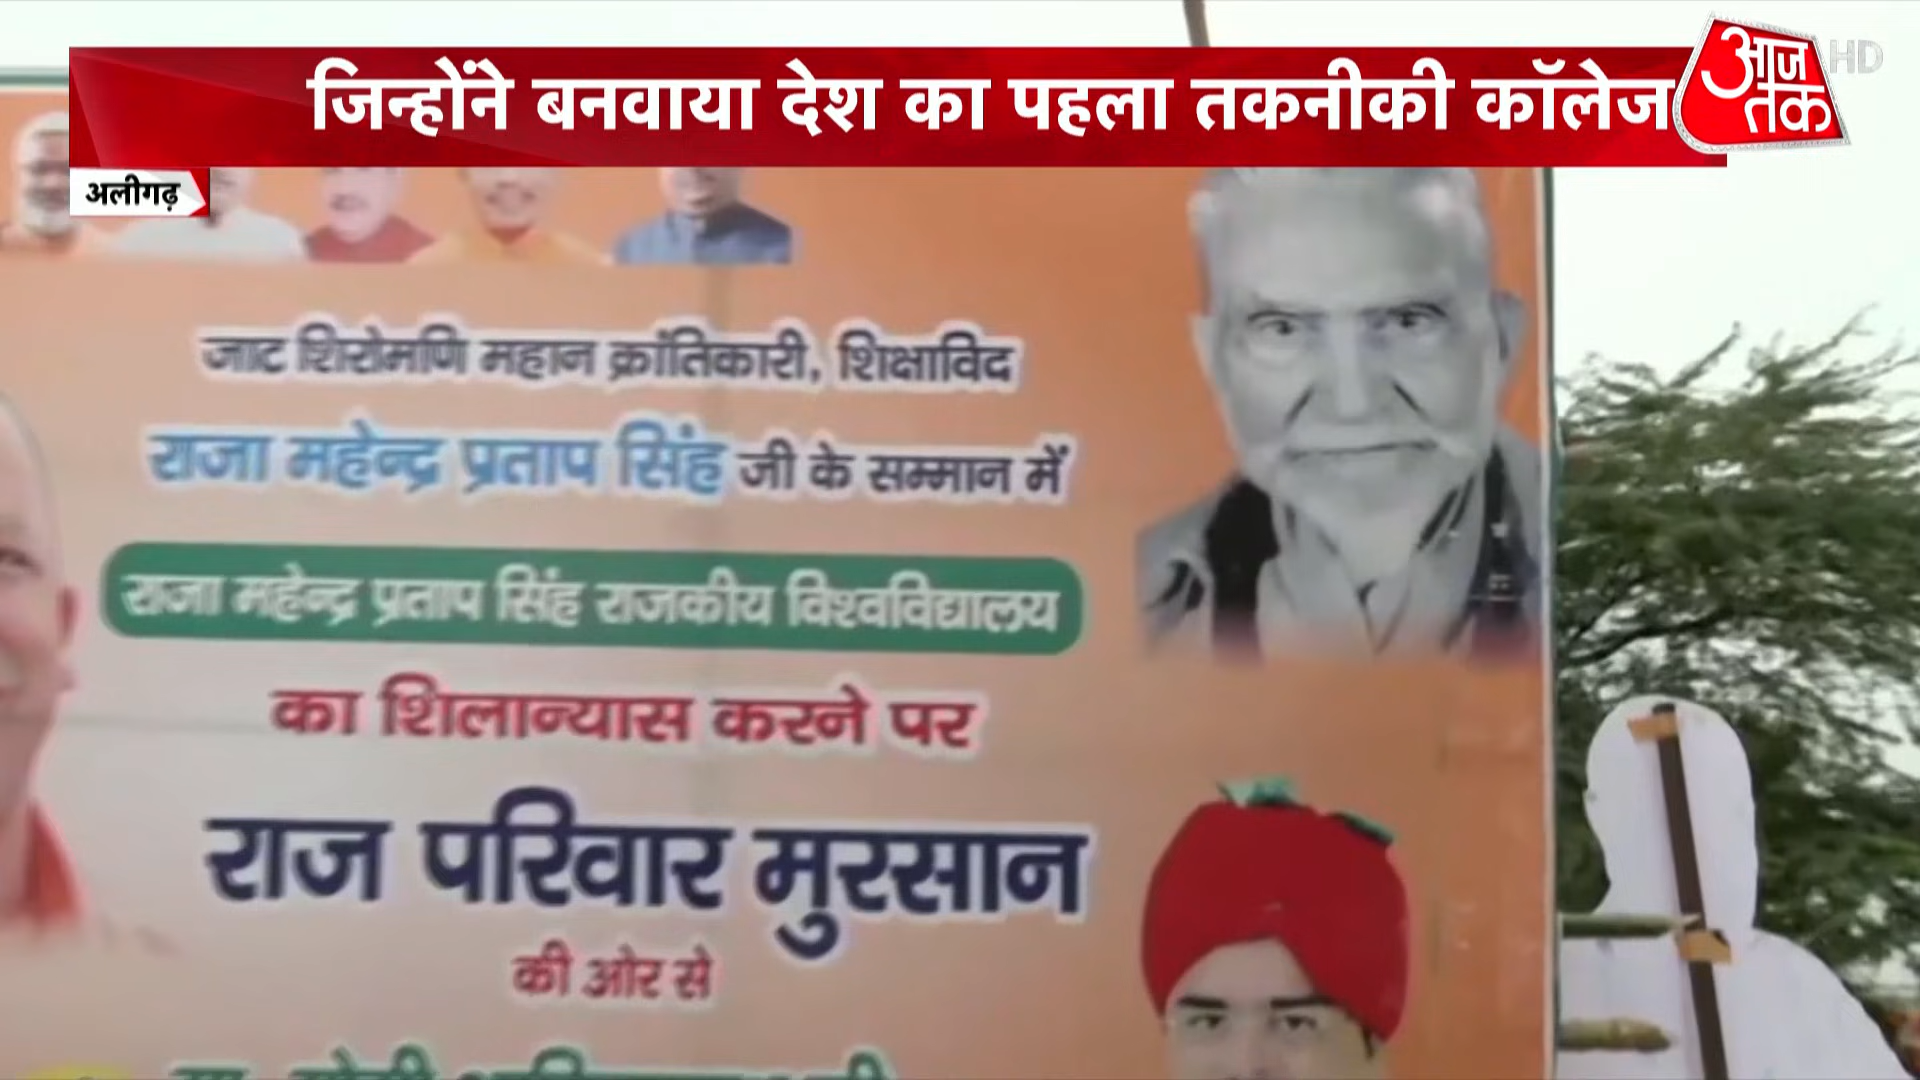 जिन्होंने बनवाया देश का पहला तकनीकी कॉलेज
आज तक
HD
अलीगढ़
जाट शिरोमणि महान क्रांतिकारी, शिक्षाविद
राजा महेन्द्र प्रताप सिंह जी के सम्मान में
राजा महेन्द्र प्रताप सिंह राजकीय विश्वविद्यालय
का शिलान्यास करने पर
राज परिवार मुरसान
की ओर से